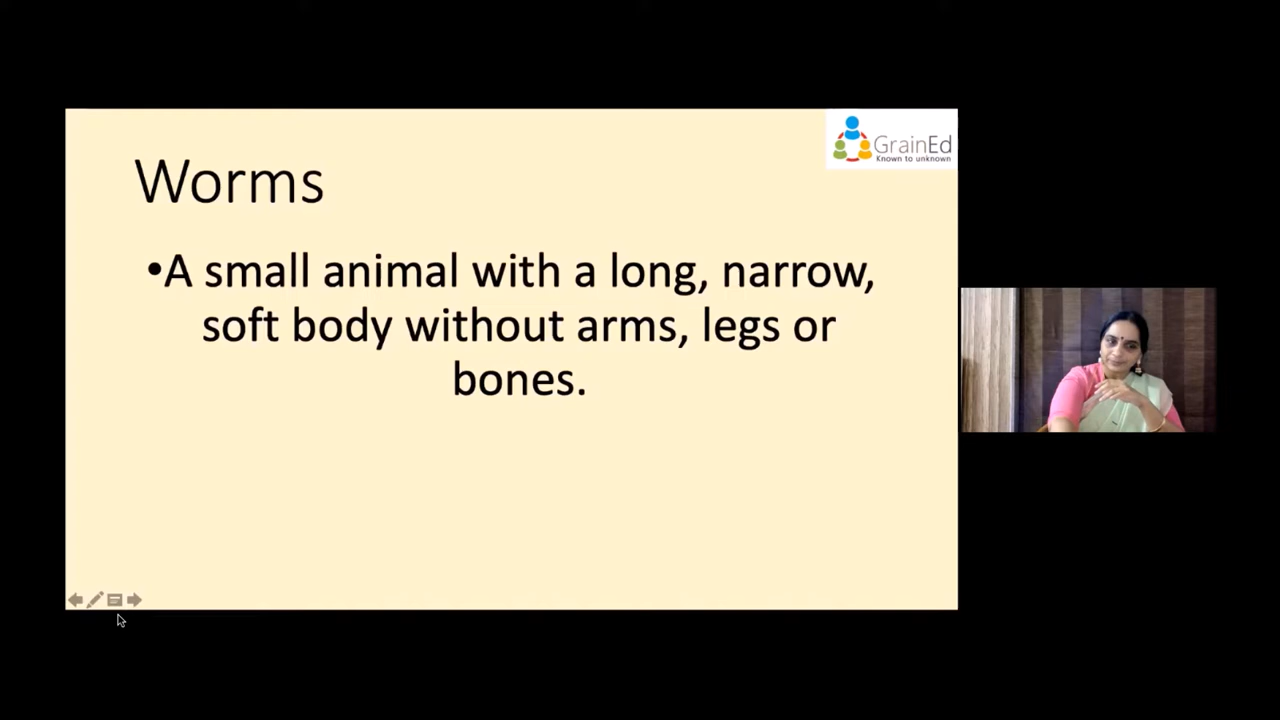 Worms
GrainEd
Known to unknown
•A small animal with a long, narrow,
soft body without arms, legs or
bones.